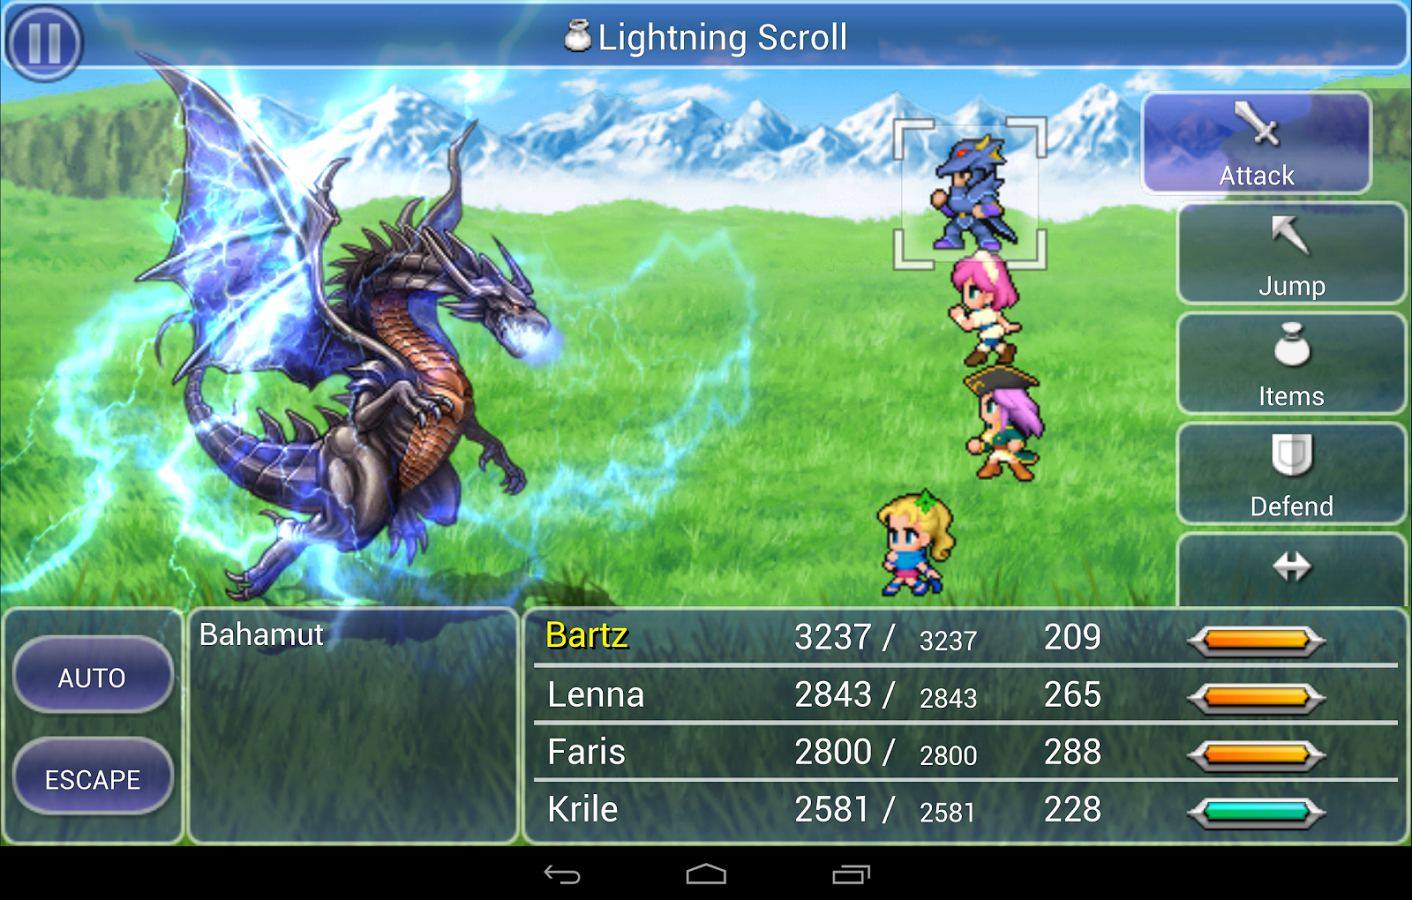 Lightning Scroll
Attack
Jump
Items
Defend
AUTO
ESCAPE
Bahamut
Bartz 3237 / 3237 209
Lenna 2843 / 2843 265
Faris 2800 / 2800 288
Krile 2581 / 2581 228